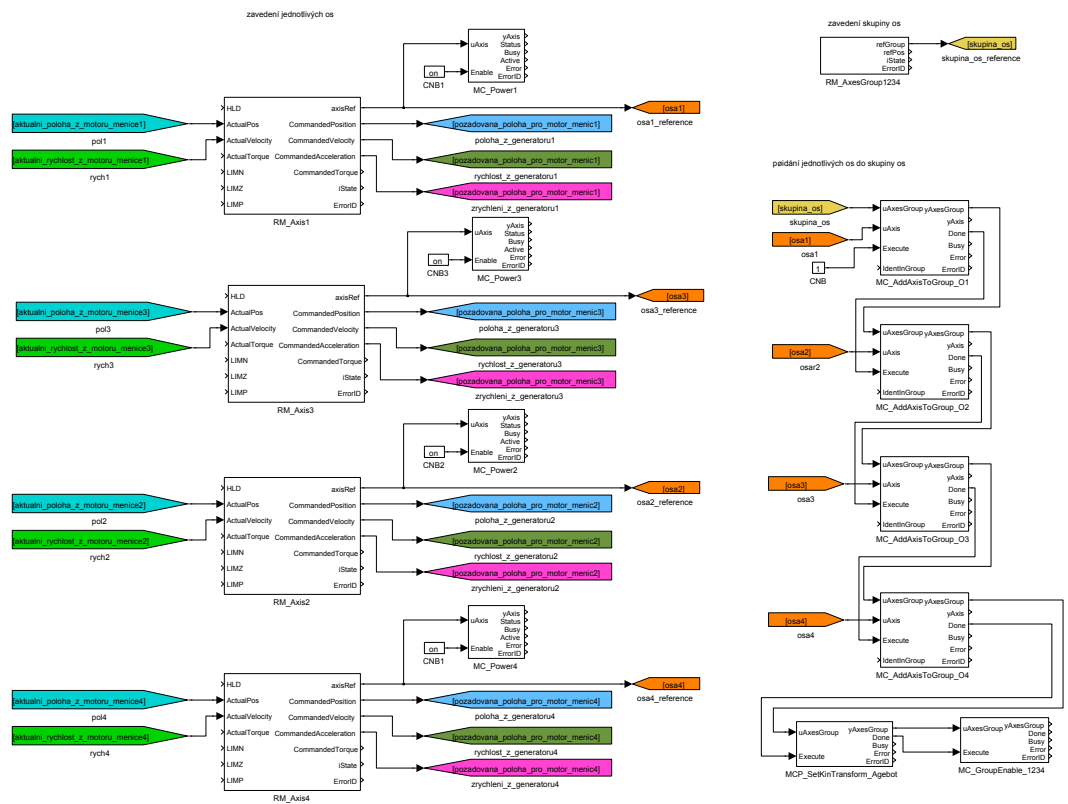 zavedení jednotlivých os
uAxis
Enable
yAxis
Status
Busy
Active
Error
ErrorID
MC_Power1
on
CNB1
[aktualni_poloha_z_motoru_menice1]
pol1
[aktualni_rychlost_z_motoru_menice1]
rych1
HLD
ActualPos
ActualVelocity
ActualTorque
LIMN
LIMZ
LIMP
axisRef
CommandedPosition
CommandedVelocity
CommandedAcceleration
CommandedTorque
iState
ErrorID
RM_Axis1
[osa1]
osa1_reference
[pozadovana_poloha_pro_motor_menic1]
poloha_z_generatoru1
[pozadovana_poloha_pro_motor_menic1]
rychlost_z_generatoru1
[pozadovana_poloha_pro_motor_menic1]
zrychleni_z_generatoru1
uAxis
Enable
yAxis
Status
Busy
Active
Error
ErrorID
MC_Power3
on
CNB3
[aktualni_poloha_z_motoru_menice3]
pol3
[aktualni_rychlost_z_motoru_menice3]
rych3
HLD
ActualPos
ActualVelocity
ActualTorque
LIMN
LIMZ
LIMP
axisRef
CommandedPosition
CommandedVelocity
CommandedAcceleration
CommandedTorque
iState
ErrorID
RM_Axis3
[osa3]
osa3_reference
[pozadovana_poloha_pro_motor_menic3]
poloha_z_generatoru3
[pozadovana_poloha_pro_motor_menic3]
rychlost_z_generatoru3
[pozadovana_poloha_pro_motor_menic3]
zrychleni_z_generatoru3
uAxis
Enable
yAxis
Status
Busy
Active
Error
ErrorID
MC_Power2
on
CNB2
[aktualni_poloha_z_motoru_menice2]
pol2
[aktualni_rychlost_z_motoru_menice2]
rych2
HLD
ActualPos
ActualVelocity
ActualTorque
LIMN
LIMZ
LIMP
axisRef
CommandedPosition
CommandedVelocity
CommandedAcceleration
CommandedTorque
iState
ErrorID
RM_Axis2
[osa2]
osa2_reference
[pozadovana_poloha_pro_motor_menic2]
poloha_z_generatoru2
[pozadovana_poloha_pro_motor_menic2]
rychlost_z_generatoru2
[pozadovana_poloha_pro_motor_menic2]
zrychleni_z_generatoru2
uAxis
Enable
yAxis
Status
Busy
Active
Error
ErrorID
MC_Power4
on
CNB1
[aktualni_poloha_z_motoru_menice4]
pol4
[aktualni_rychlost_z_motoru_menice4]
rych4
HLD
ActualPos
ActualVelocity
ActualTorque
LIMN
LIMZ
LIMP
axisRef
CommandedPosition
CommandedVelocity
CommandedAcceleration
CommandedTorque
iState
ErrorID
RM_Axis4
[osa4]
osa4_reference
[pozadovana_poloha_pro_motor_menic4]
poloha_z_generatoru4
[pozadovana_poloha_pro_motor_menic4]
rychlost_z_generatoru4
[pozadovana_poloha_pro_motor_menic4]
zrychleni_z_generatoru4
zavedení skupiny os
refGroup
refPos
iState
ErrorID
RM_AxesGroup1234
[skupina_os]
skupina_os_reference
pøidání jednotlivých os do skupiny os
[skupina_os]
skupina_os
[osa1]
osa1
1
CNB
uAxesGroup
uAxis
Execute
IdentInGroup
yAxesGroup
yAxis
Done
Busy
Error
ErrorID
MC_AddAxisToGroup_O1
[osa2]
osar2
uAxesGroup
uAxis
Execute
IdentInGroup
yAxesGroup
yAxis
Done
Busy
Error
ErrorID
MC_AddAxisToGroup_O2
[osa3]
osa3
uAxesGroup
uAxis
Execute
IdentInGroup
yAxesGroup
yAxis
Done
Busy
Error
ErrorID
MC_AddAxisToGroup_O3
[osa4]
osa4
uAxesGroup
uAxis
Execute
IdentInGroup
yAxesGroup
yAxis
Done
Busy
Error
ErrorID
MC_AddAxisToGroup_O4
uAxesGroup
Execute
yAxesGroup
Done
Busy
Error
ErrorID
MCP_SetKinTransform_Agebot
uAxesGroup
Execute
yAxesGroup
Done
Busy
Error
ErrorID
MC_GroupEnable_1234